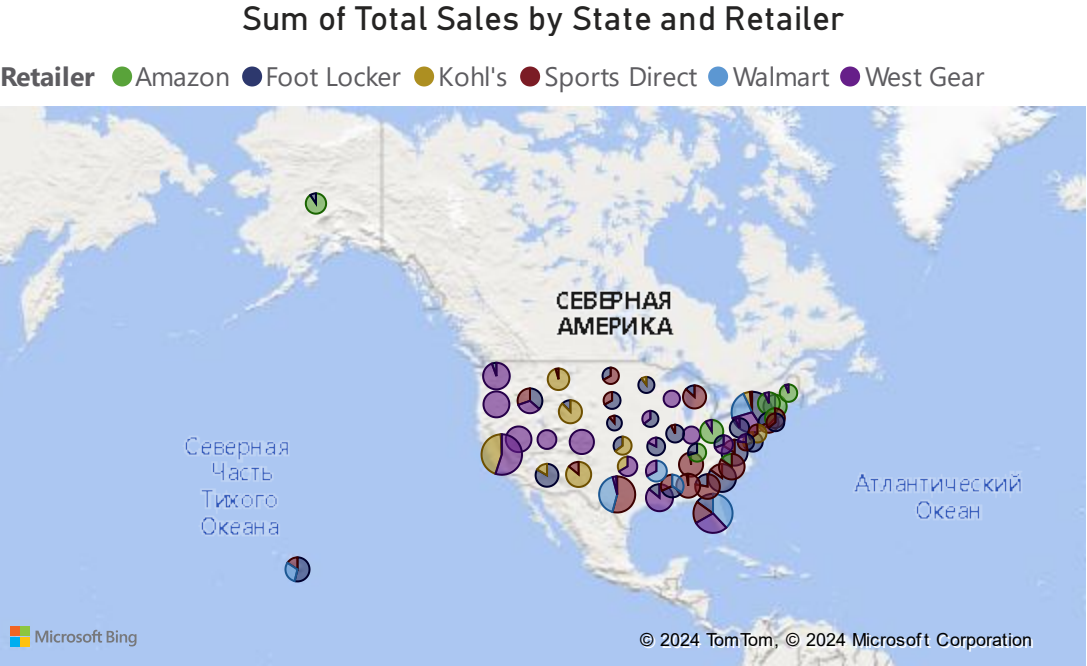 Sum of Total Sales by State and Retailer
Retailer Amazon Foot Locker Kohl's Sports Direct Walmart West Gear
СЕВЕРНАЯ
АМЕРИКА
Северная
Часть
Тихого
Океана
Атлантический
Океан
Microsoft Bing
© 2024 TomTom, © 2024 Microsoft Corporation